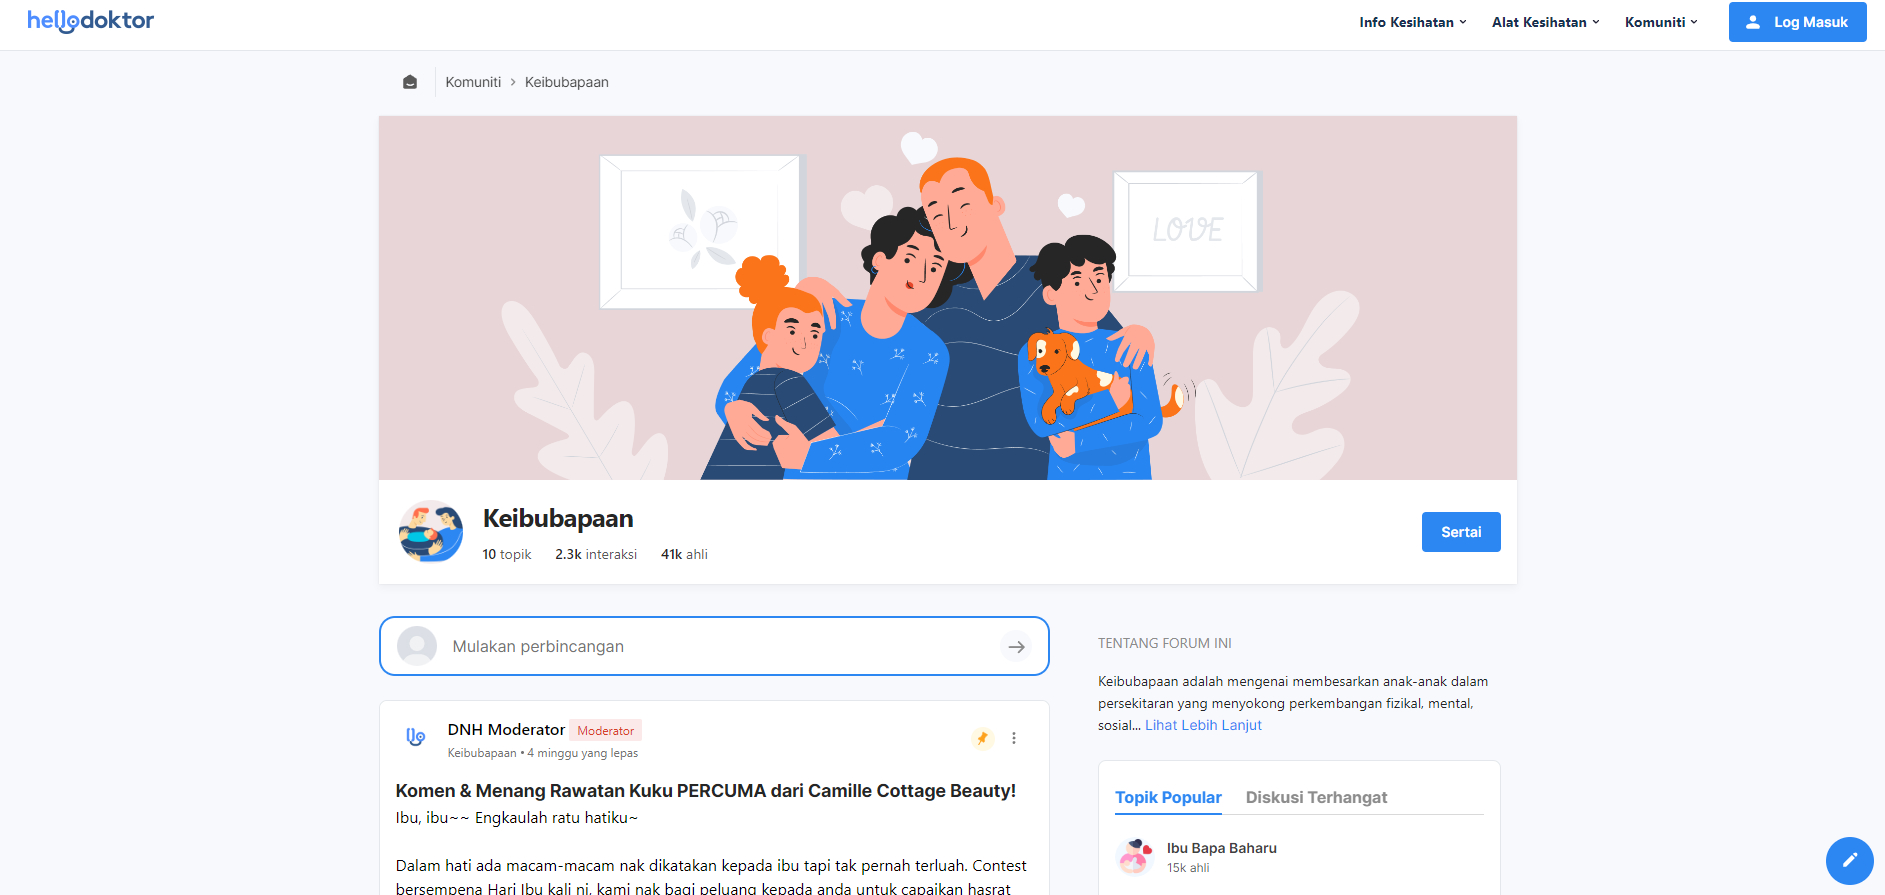 hellodoktor
Info Kesihatan
Alat Kesihatan
Komuniti
Log Masuk
Komuniti > Keibubapaan
LOVE
Keibubapaan
10 topik 2.3k interaksi 41k ahli
Sertai
Mulakan perbincangan
DNH Moderator Moderator
Keibubapaan • 4 minggu yang lepas
Komen & Menang Rawatan Kuku PERCUMA dari Camille Cottage Beauty!
Ibu, ibu~~ Engkaulah ratu hatiku~
Dalam hati ada macam-macam nak dikatakan kepada ibu tapi tak pernah terluah. Contest
bersempena Hari Ibu kali ni, kami nak bagi peluang kepada anda untuk capaikan hasrat
TENTANG FORUM INI
Keibubapaan adalah mengenai membesarkan anak-anak dalam
persekitaran yang menyokong perkembangan fizikal, mental,
sosial... Lihat Lebih Lanjut
Topik Popular Diskusi Terhangat
Ibu Bapa Baharu
15k ahli